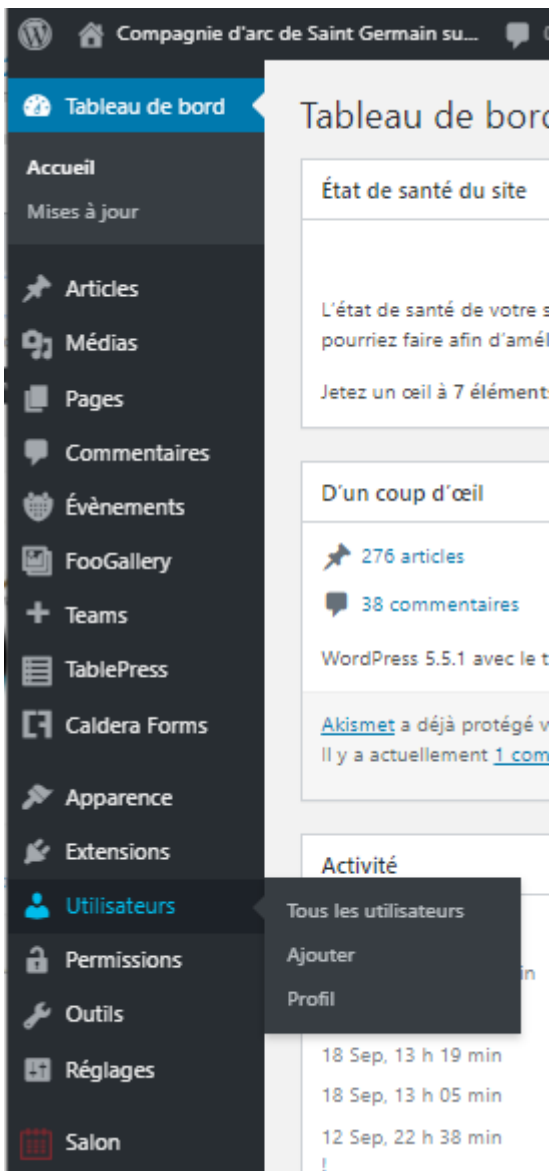 Compagnie d'arc de Saint Germain su...
Tableau de bord
Accueil
Mises à jour
Articles
Médias
Pages
Commentaires
Évènements
FooGallery
Teams
TablePress
Caldera Forms
Apparence
Extensions
Utilisateurs
Tous les utilisateurs
Ajouter
Profil
Permissions
Outils
Réglages
Salon
Tableau de bord
État de santé du site
L'état de santé de votre s
pourriez faire afin d'amél
Jetez un œil à 7 éléments
D'un coup d'œil
276 articles
38 commentaires
WordPress 5.5.1 avec le t
Akismet a déjà protégé v
Il y a actuellement 1 com
Activité
in
18 Sep, 13 h 19 min
18 Sep, 13 h 05 min
12 Sep, 22 h 38 min
!